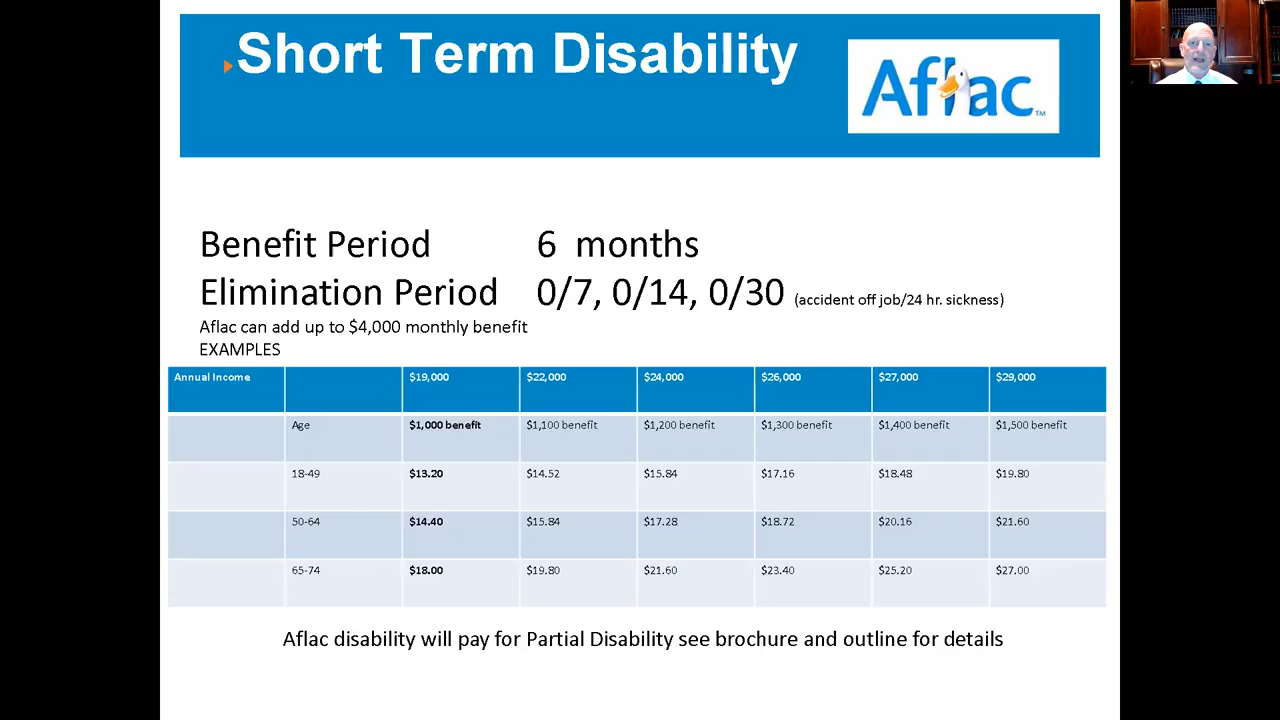 Short Term Disability
Aflac™
Benefit Period 6 months
Elimination Period 0/7, 0/14, 0/30 (accident off job/24 hr. sickness)
Aflac can add up to $4,000 monthly benefit
EXAMPLES
Annual Income $19,000 $22,000 $24,000 $26,000 $27,000 $29,000
Age $1,000 benefit $1,100 benefit $1,200 benefit $1,300 benefit $1,400 benefit $1,500 benefit
18-49 $13.20 $14.52 $15.84 $17.16 $18.48 $19.80
50-64 $14.40 $15.84 $17.28 $18.72 $20.16 $21.60
65-74 $18.00 $19.80 $21.60 $23.40 $25.20 $27.00
Aflac disability will pay for Partial Disability see brochure and outline for details